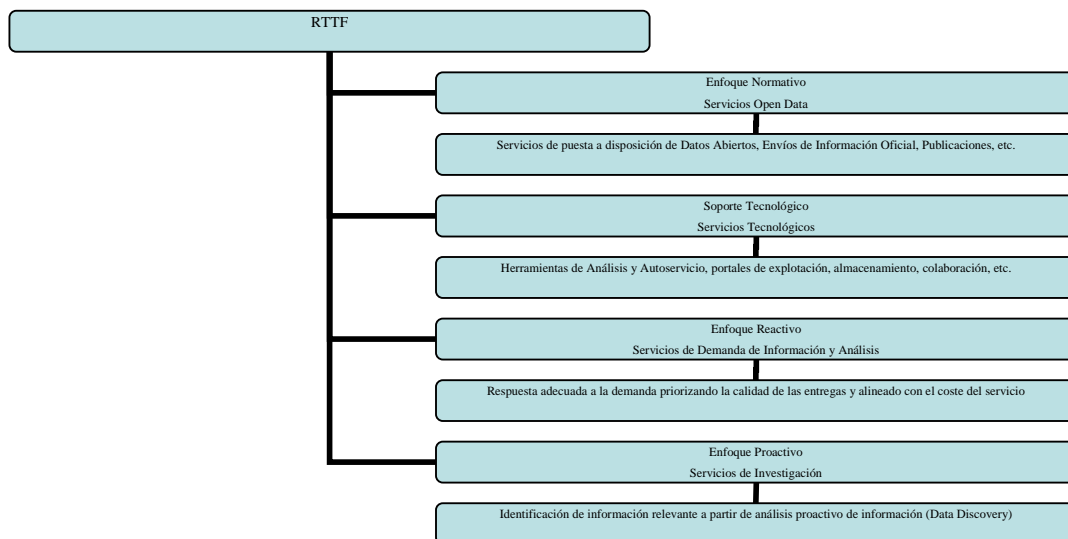 RTTF
Enfoque Normativo
Servicios Open Data
Servicios de puesta a disposición de Datos Abiertos, Envíos de Información Oficial, Publicaciones, etc.
Soporte Tecnológico
Servicios Tecnológicos
Herramientas de Análisis y Autoservicio, portales de explotación, almacenamiento, colaboración, etc.
Enfoque Reactivo
Servicios de Demanda de Información y Análisis
Respuesta adecuada a la demanda priorizando la calidad de las entregas y alineado con el coste del servicio
Enfoque Proactivo
Servicios de Investigación
Identificación de información relevante a partir de análisis proactivo de información (Data Discovery)